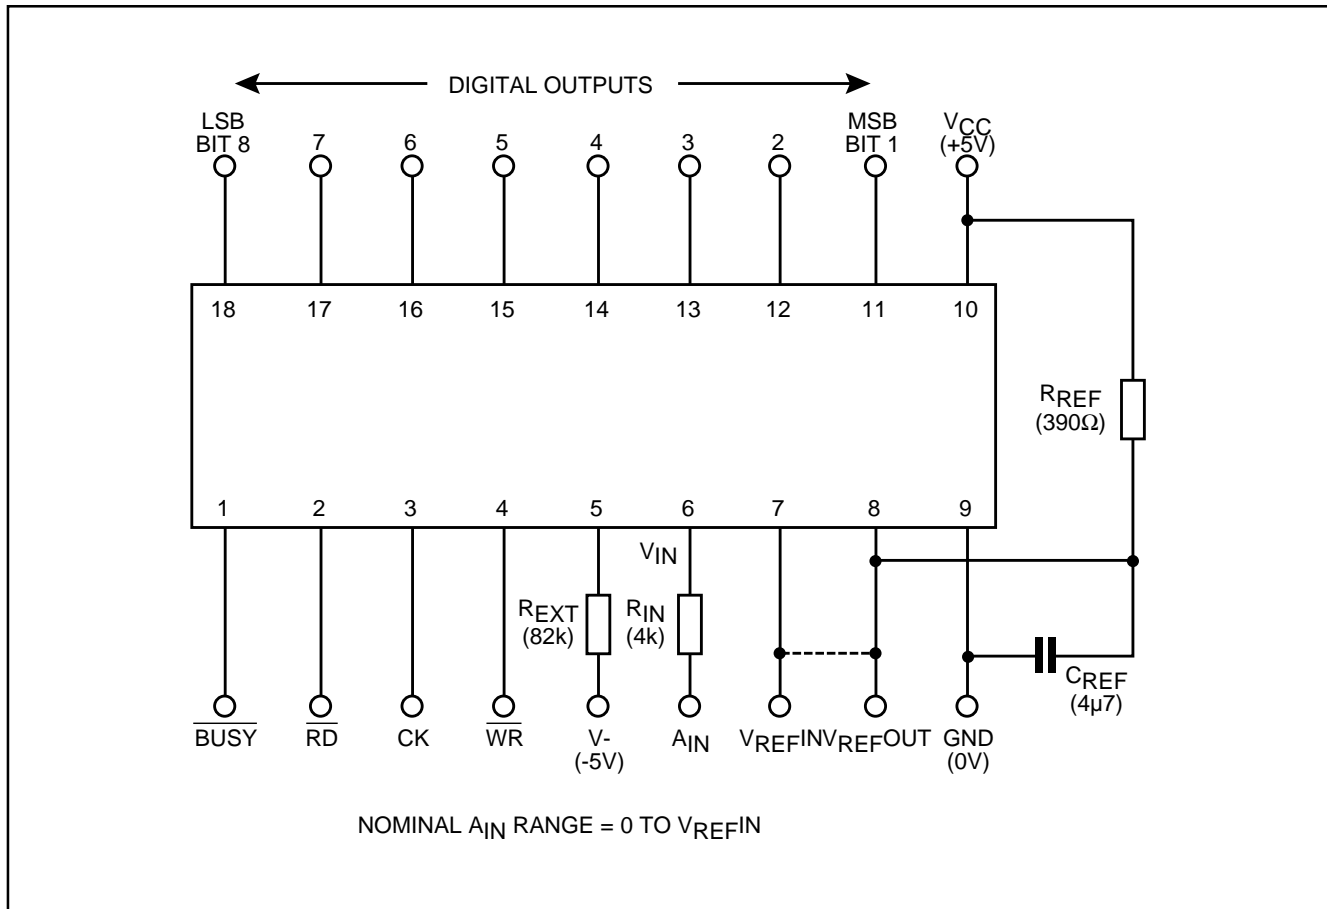 DIGITAL OUTPUTS
LSB
BIT 8
7
6
5
4
3
2
MSB
BIT 1
VCC
(+5V)
18
17
16
15
14
13
12
11
10
RREF
(390Ω)
1
2
3
4
5
6
7
8
9
VIN
REXT
(82k)
RIN
(4k)
CREF
(4µ7)
BUSY
RD
CK
WR
V-
(-5V)
AIN
VREFIN
VREFOUT
GND
(0V)
NOMINAL AIN RANGE = 0 TO VREFIN